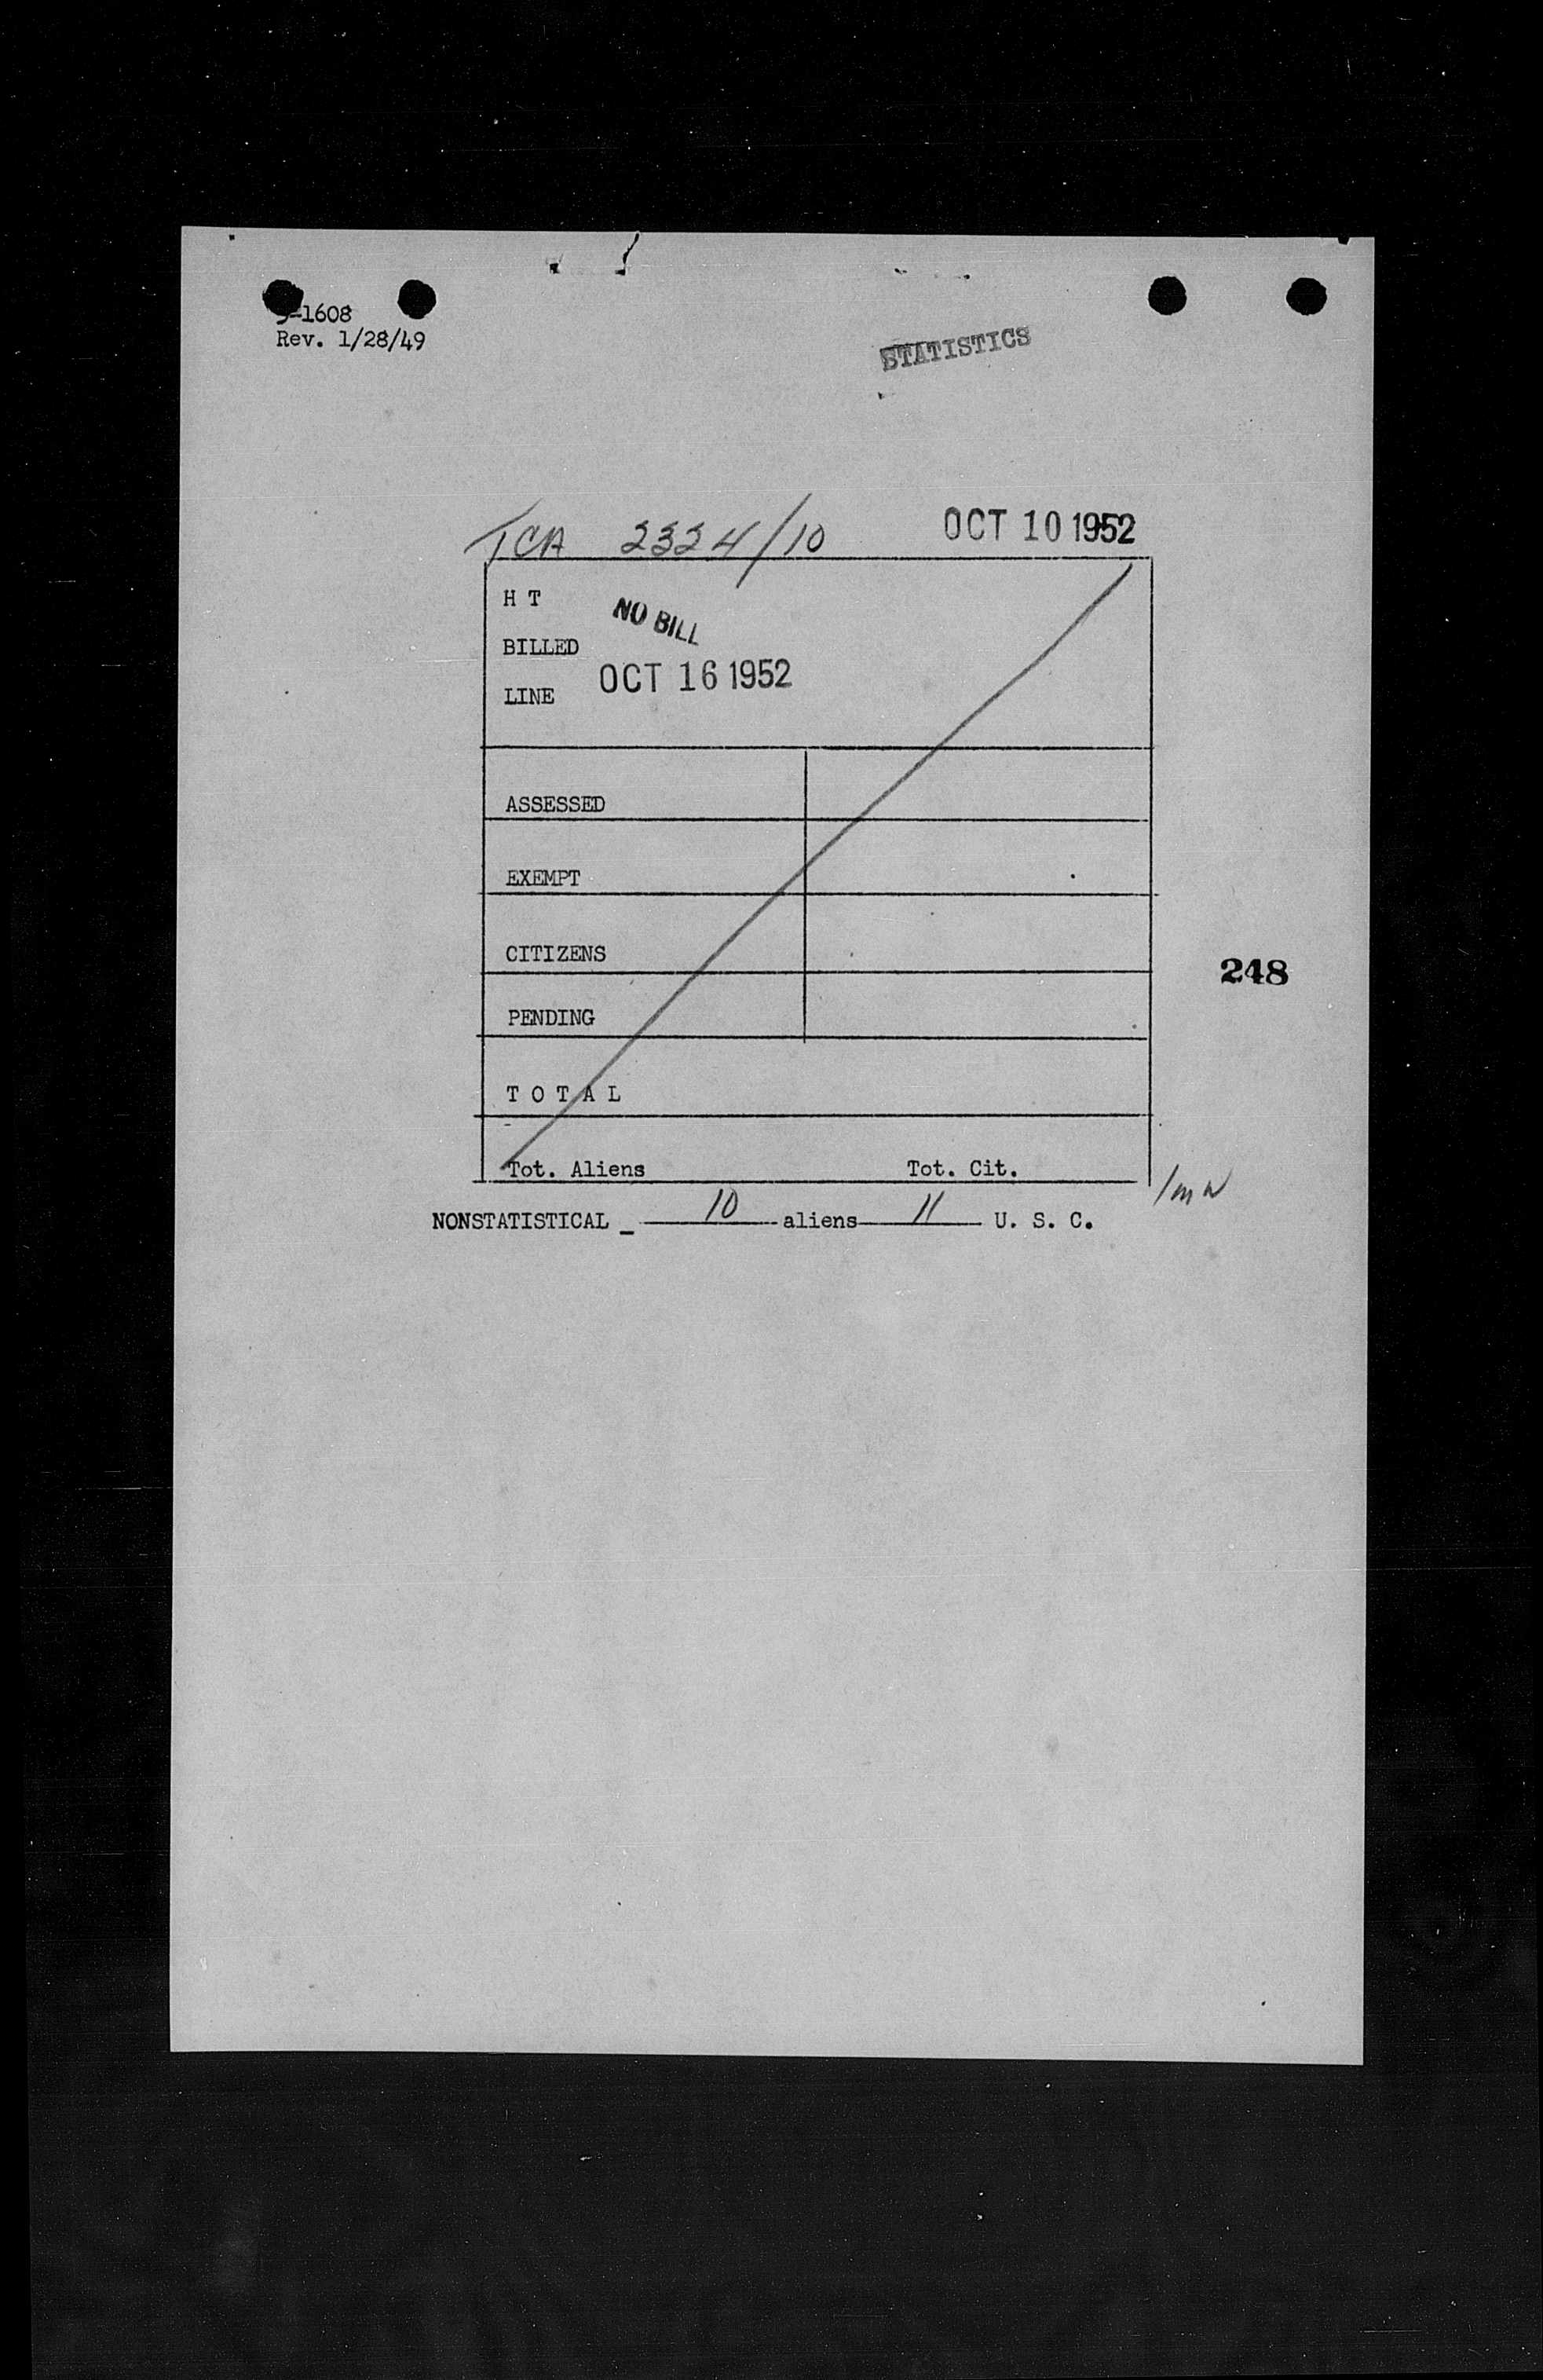 3-1608
Rev. 1/28/49
STATISTICS
TCA 2324/10 OCT 10 1952
H T
NO BILL
BILLED
OCT 16 1952
LINE
ASSESSED
EXEMPT
CITIZENS
248
PENDING
T O T A L
Tot. Aliens Tot. Cit.
NONSTATISTICAL _ 10 aliens 11 U. S. C.